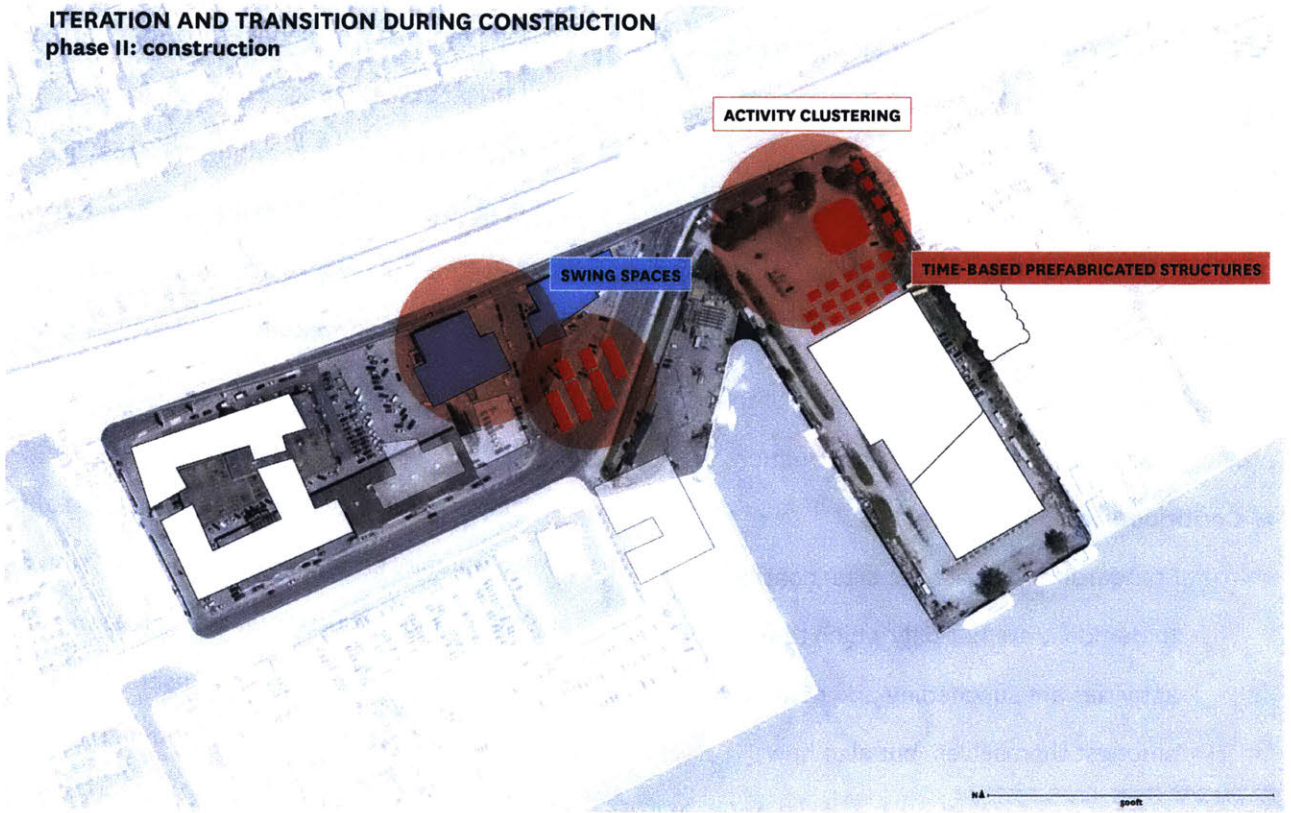 ITERATION AND TRANSITION DURING CONSTRUCTION
phase II: construction
ACTIVITY CLUSTERING
SWING SPACES
TIME-BASED PREFABRICATED STRUCTURES
N
500ft